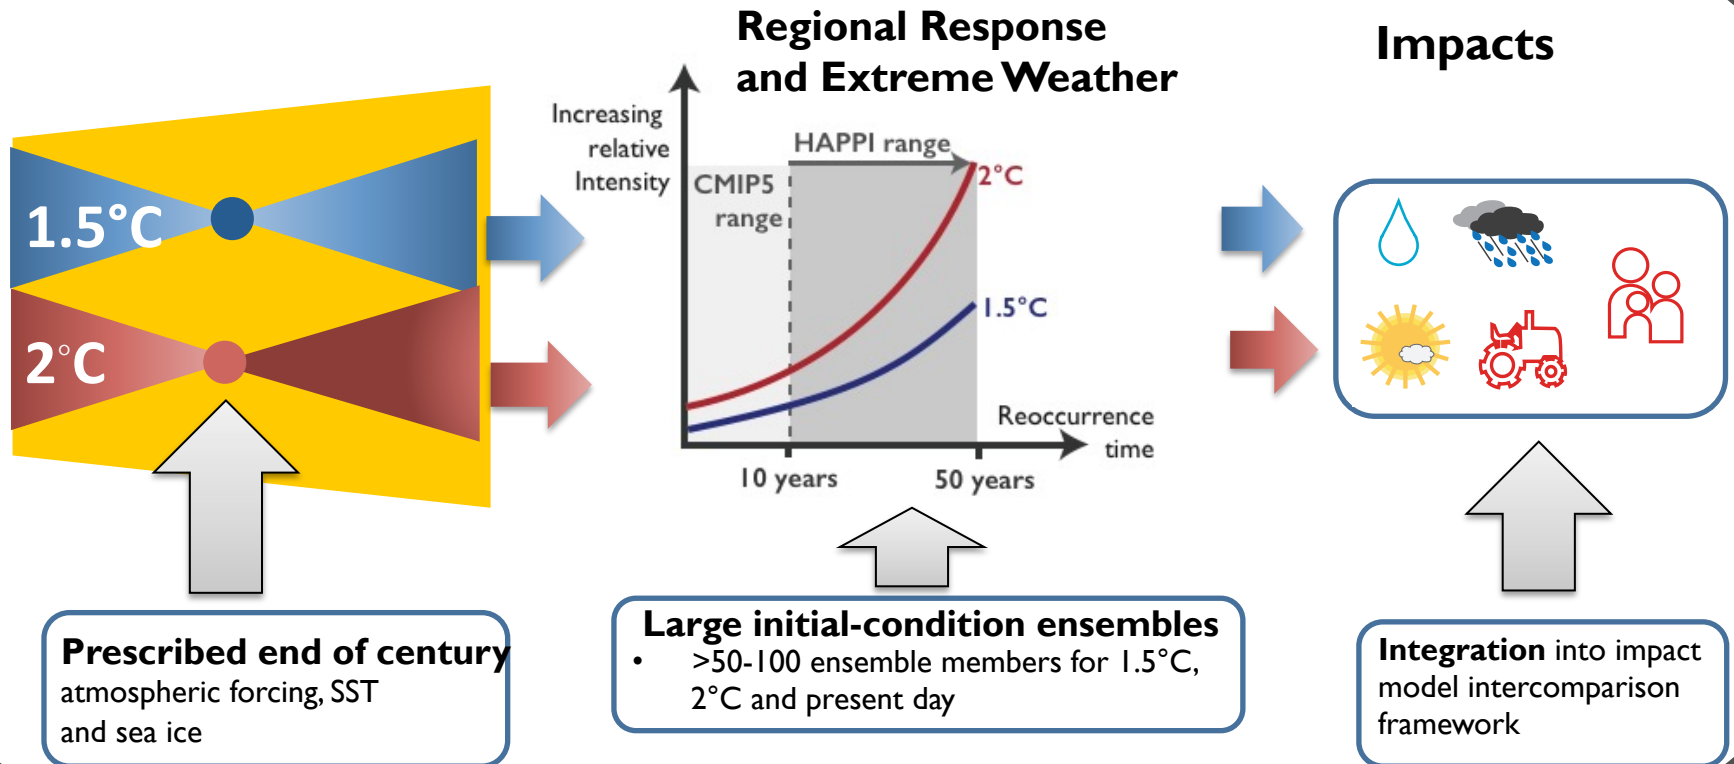 Regional Response
and Extreme Weather
Impacts
1.5°C
2°C
Increasing
relative
Intensity
CMIP5
range
HAPPI range
2°C
1.5°C
Reoccurrence
time
10 years
50 years
Prescribed end of century
atmospheric forcing, SST
and sea ice
Large initial-condition ensembles
• >50-100 ensemble members for 1.5°C,
2°C and present day
Integration into impact
model intercomparison
framework